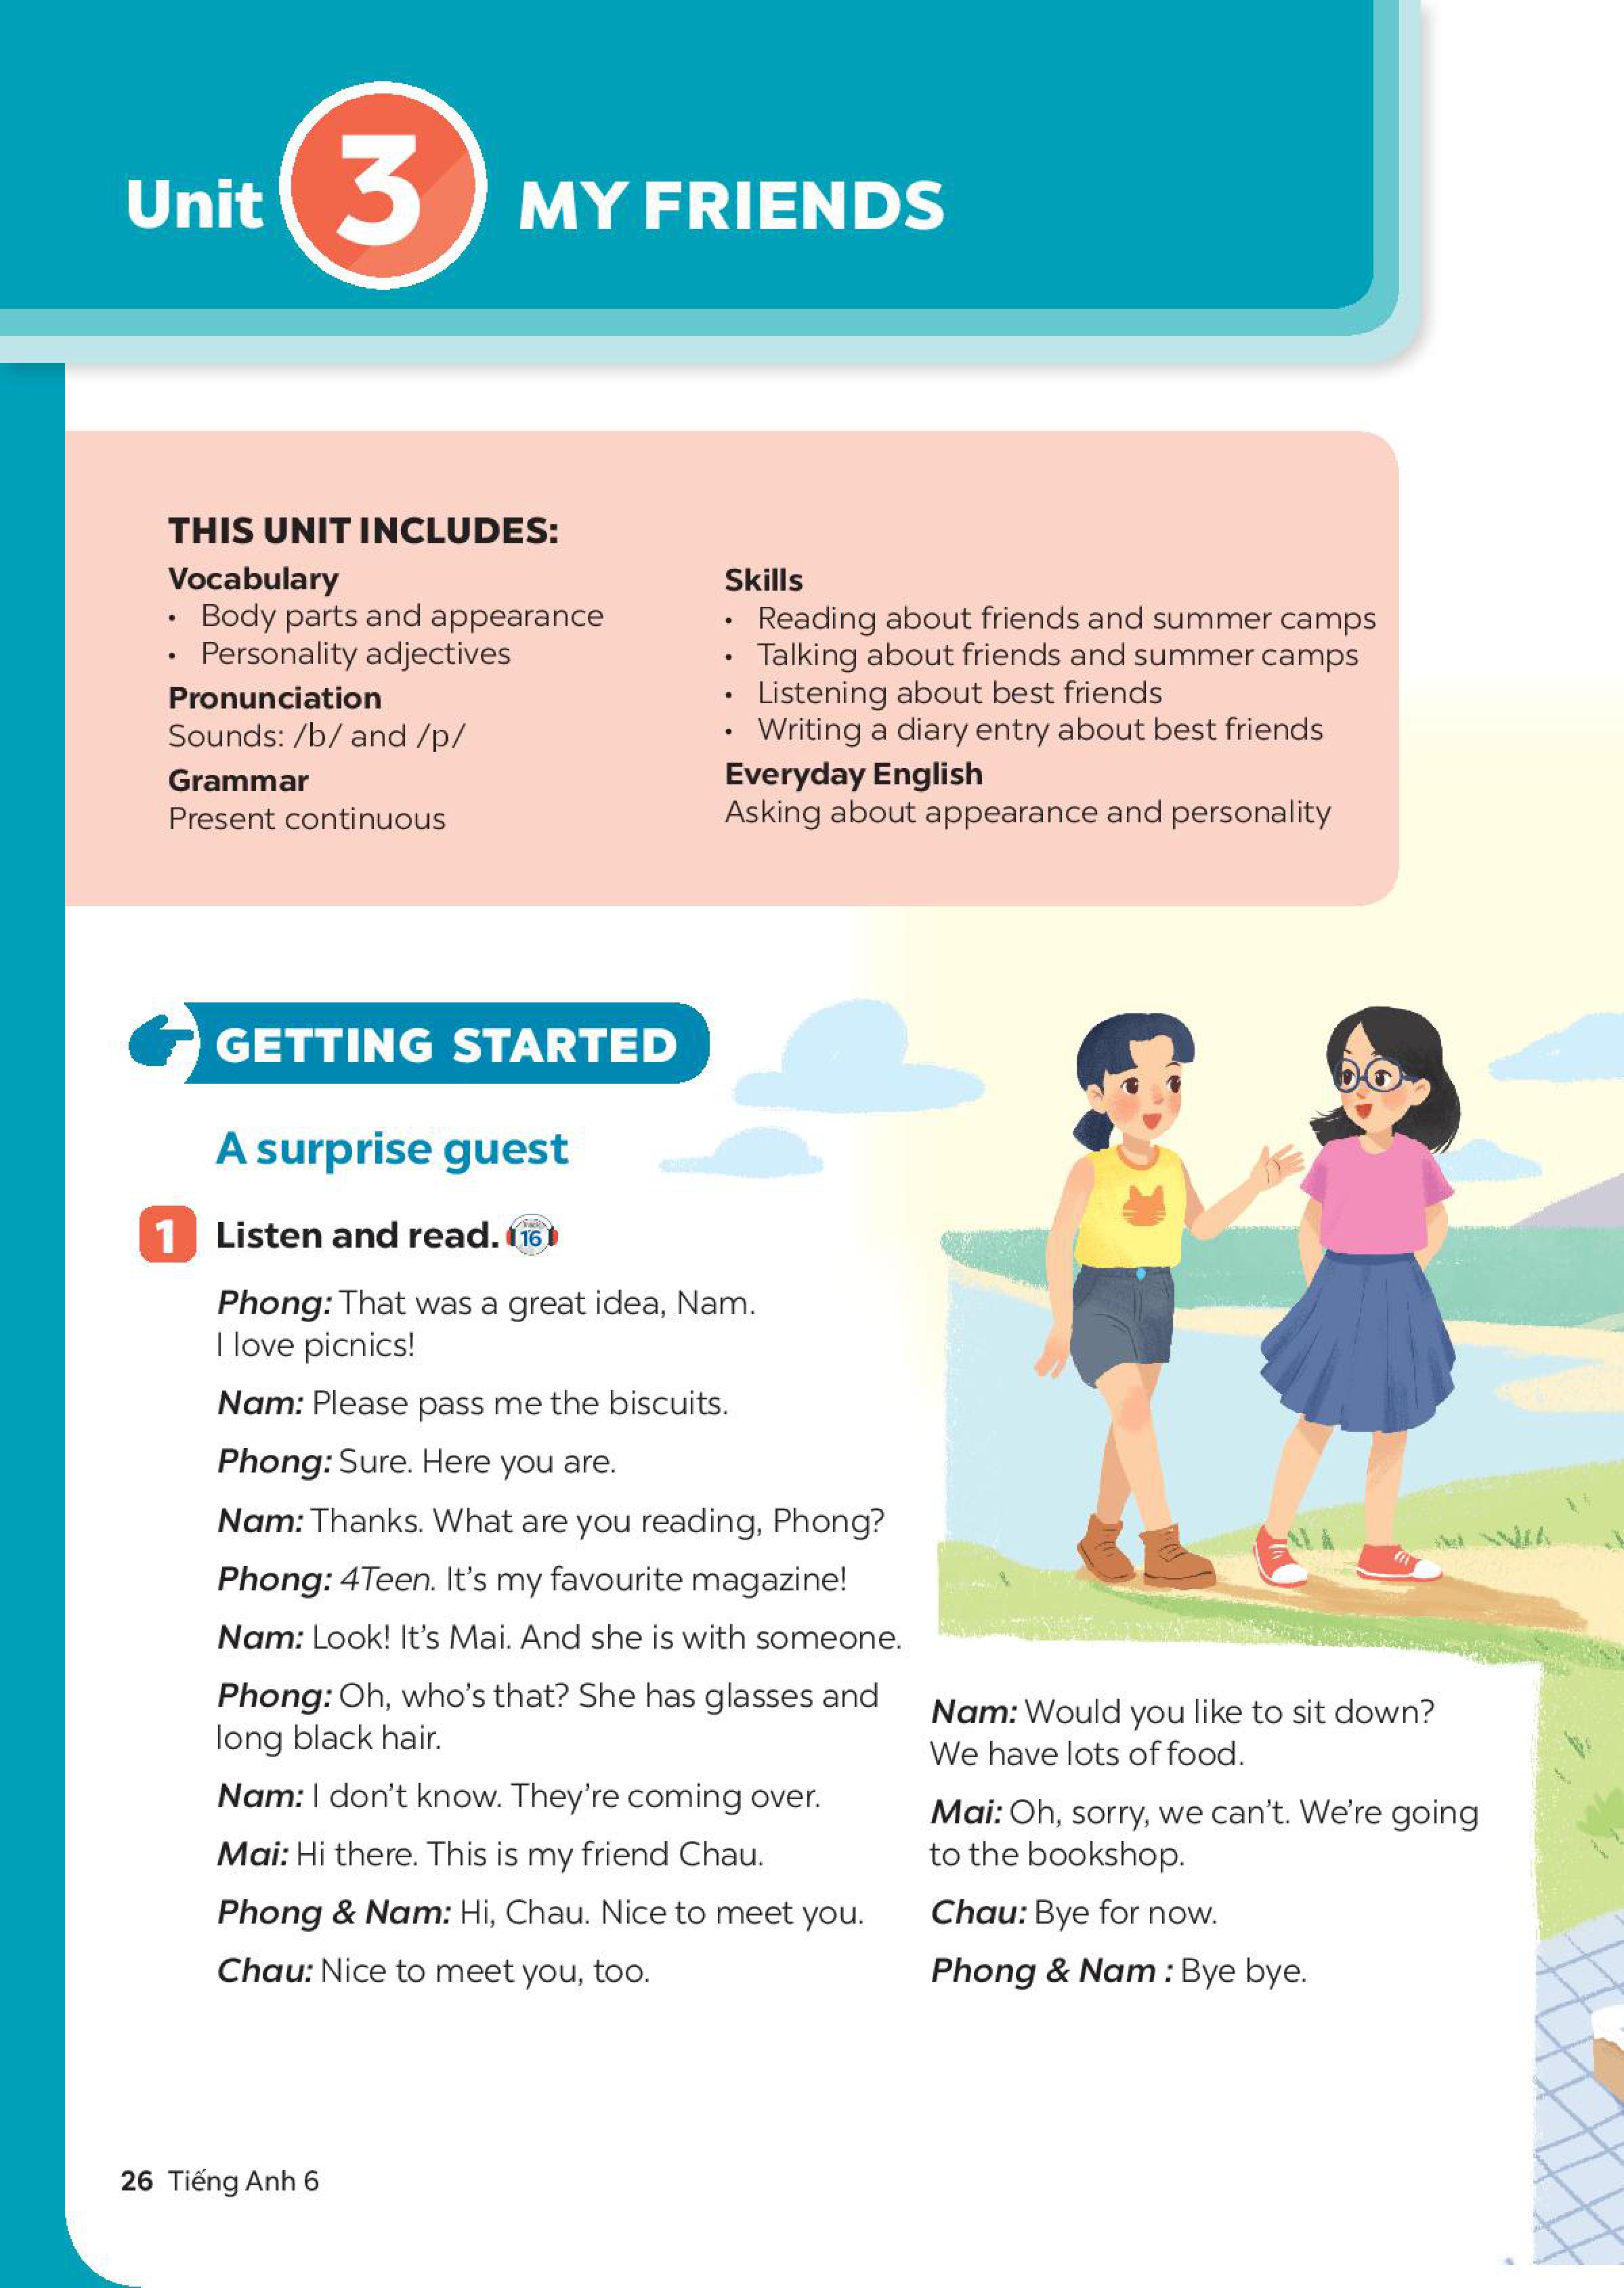 Unit 3 MY FRIENDS
THIS UNIT INCLUDES:
Vocabulary
• Body parts and appearance
• Personality adjectives
Pronunciation
Sounds: /b/ and /p/
Grammar
Present continuous
Skills
• Reading about friends and summer camps
• Talking about friends and summer camps
• Listening about best friends
• Writing a diary entry about best friends
Everyday English
Asking about appearance and personality
GETTING STARTED
A surprise guest
1 Listen and read. Track 16
Phong: That was a great idea, Nam.
I love picnics!
Nam: Please pass me the biscuits.
Phong: Sure. Here you are.
Nam: Thanks. What are you reading, Phong?
Phong: 4Teen. It's my favourite magazine!
Nam: Look! It's Mai. And she is with someone.
Phong: Oh, who's that? She has glasses and
long black hair.
Nam: I don't know. They're coming over.
Mai: Hi there. This is my friend Chau.
Phong & Nam: Hi, Chau. Nice to meet you.
Chau: Nice to meet you, too.
Nam: Would you like to sit down?
We have lots of food.
Mai: Oh, sorry, we can't. We're going
to the bookshop.
Chau: Bye for now.
Phong & Nam : Bye bye.
26 Tiếng Anh 6